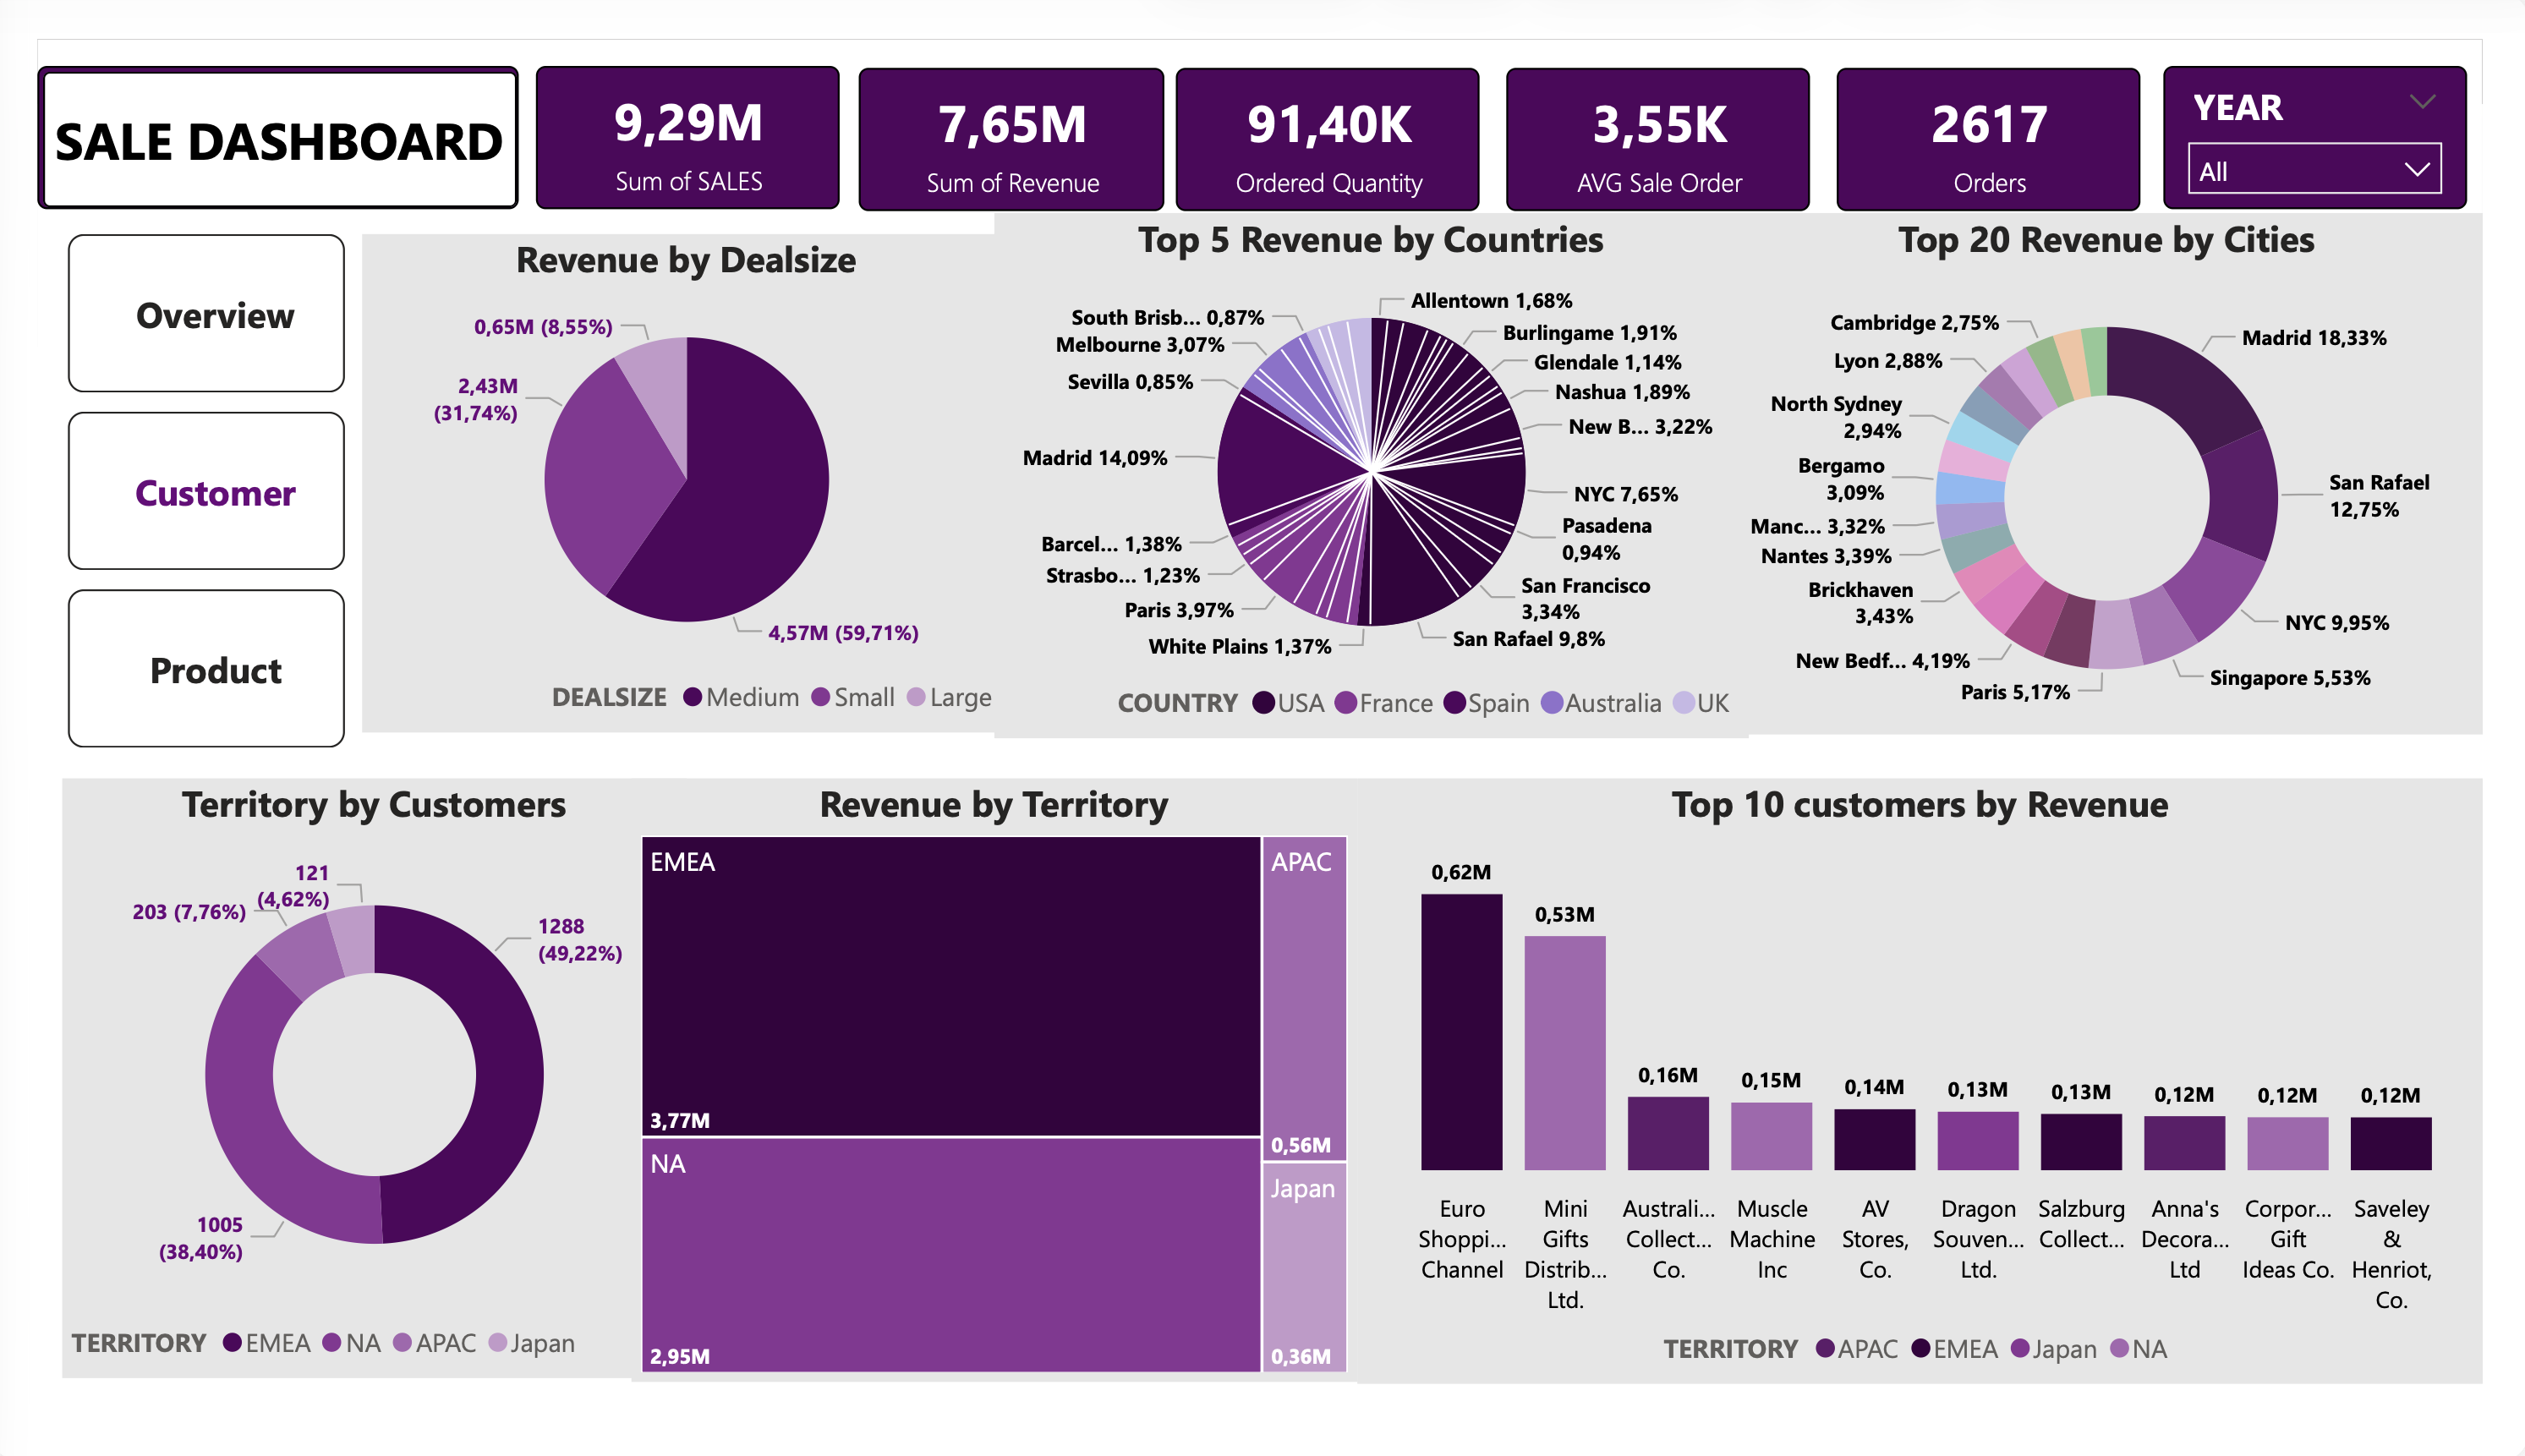 SALE DASHBOARD
9,29M
Sum of SALES
7,65M
Sum of Revenue
91,40K
Ordered Quantity
3,55K
AVG Sale Order
2617
Orders
YEAR
All
Overview
Customer
Product
Revenue by Dealsize
0,65M (8,55%)
2,43M
(31,74%)
4,57M (59,71%)
DEALSIZE Medium Small Large
Top 5 Revenue by Countries
Allentown 1,68%
Burlingame 1,91%
Glendale 1,14%
Nashua 1,89%
New B... 3,22%
NYC 7,65%
Pasadena
0,94%
San Francisco
3,34%
San Rafael 9,8%
White Plains 1,37%
Paris 3,97%
Strasbo... 1,23%
Barcel... 1,38%
Madrid 14,09%
Sevilla 0,85%
Melbourne 3,07%
South Brisb... 0,87%
COUNTRY USA France Spain Australia UK
Top 20 Revenue by Cities
Madrid 18,33%
San Rafael
12,75%
NYC 9,95%
Singapore 5,53%
Paris 5,17%
New Bedf... 4,19%
Brickhaven
3,43%
Nantes 3,39%
Manc... 3,32%
Bergamo
3,09%
North Sydney
2,94%
Lyon 2,88%
Cambridge 2,75%
Territory by Customers
121
(4,62%)
203 (7,76%)
1288
(49,22%)
1005
(38,40%)
TERRITORY EMEA NA APAC Japan
Revenue by Territory
EMEA
3,77M
NA
2,95M
APAC
0,56M
Japan
0,36M
Top 10 customers by Revenue
0,62M
0,53M
0,16M
0,15M
0,14M
0,13M
0,13M
0,12M
0,12M
0,12M
Euro
Shoppi...
Channel
Mini
Gifts
Distrib...
Ltd.
Australi...
Collect...
Co.
Muscle
Machine
Inc
AV
Stores,
Co.
Dragon
Souven...
Ltd.
Salzburg
Collect...
Anna's
Decora...
Ltd
Corpor...
Gift
Ideas Co.
Saveley
&
Henriot,
Co.
TERRITORY APAC EMEA Japan NA